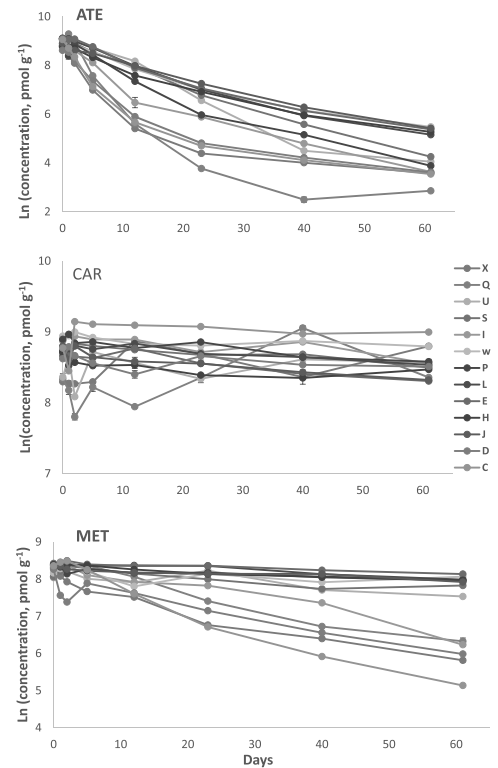 ATE
Ln (concentration, pmol g⁻¹)
10
8
6
4
2
0 10 20 30 40 50 60
CAR
Ln(concentration, pmol g⁻¹)
10
9
8
7
0 10 20 30 40 50 60
X
Q
U
S
I
w
P
L
E
H
J
D
C
MET
Ln (concentration, pmol g⁻¹)
9
8
7
6
5
4
0 10 20 30 40 50 60
Days